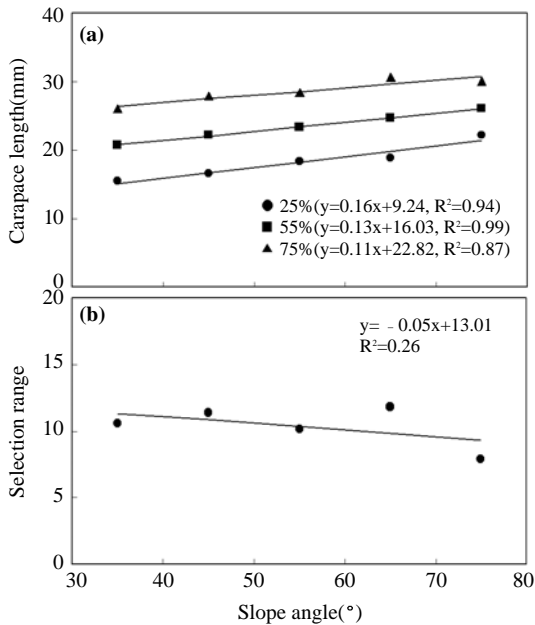 40
(a)
30
20
10
0
Carapace length(mm)
25%(y=0.16x+9.24, R²=0.94)
55%(y=0.13x+16.03, R²=0.99)
75%(y=0.11x+22.82, R²=0.87)
20
(b)
y= - 0.05x+13.01
R²=0.26
15
10
5
0
Selection range
30 40 50 60 70 80
Slope angle(°)